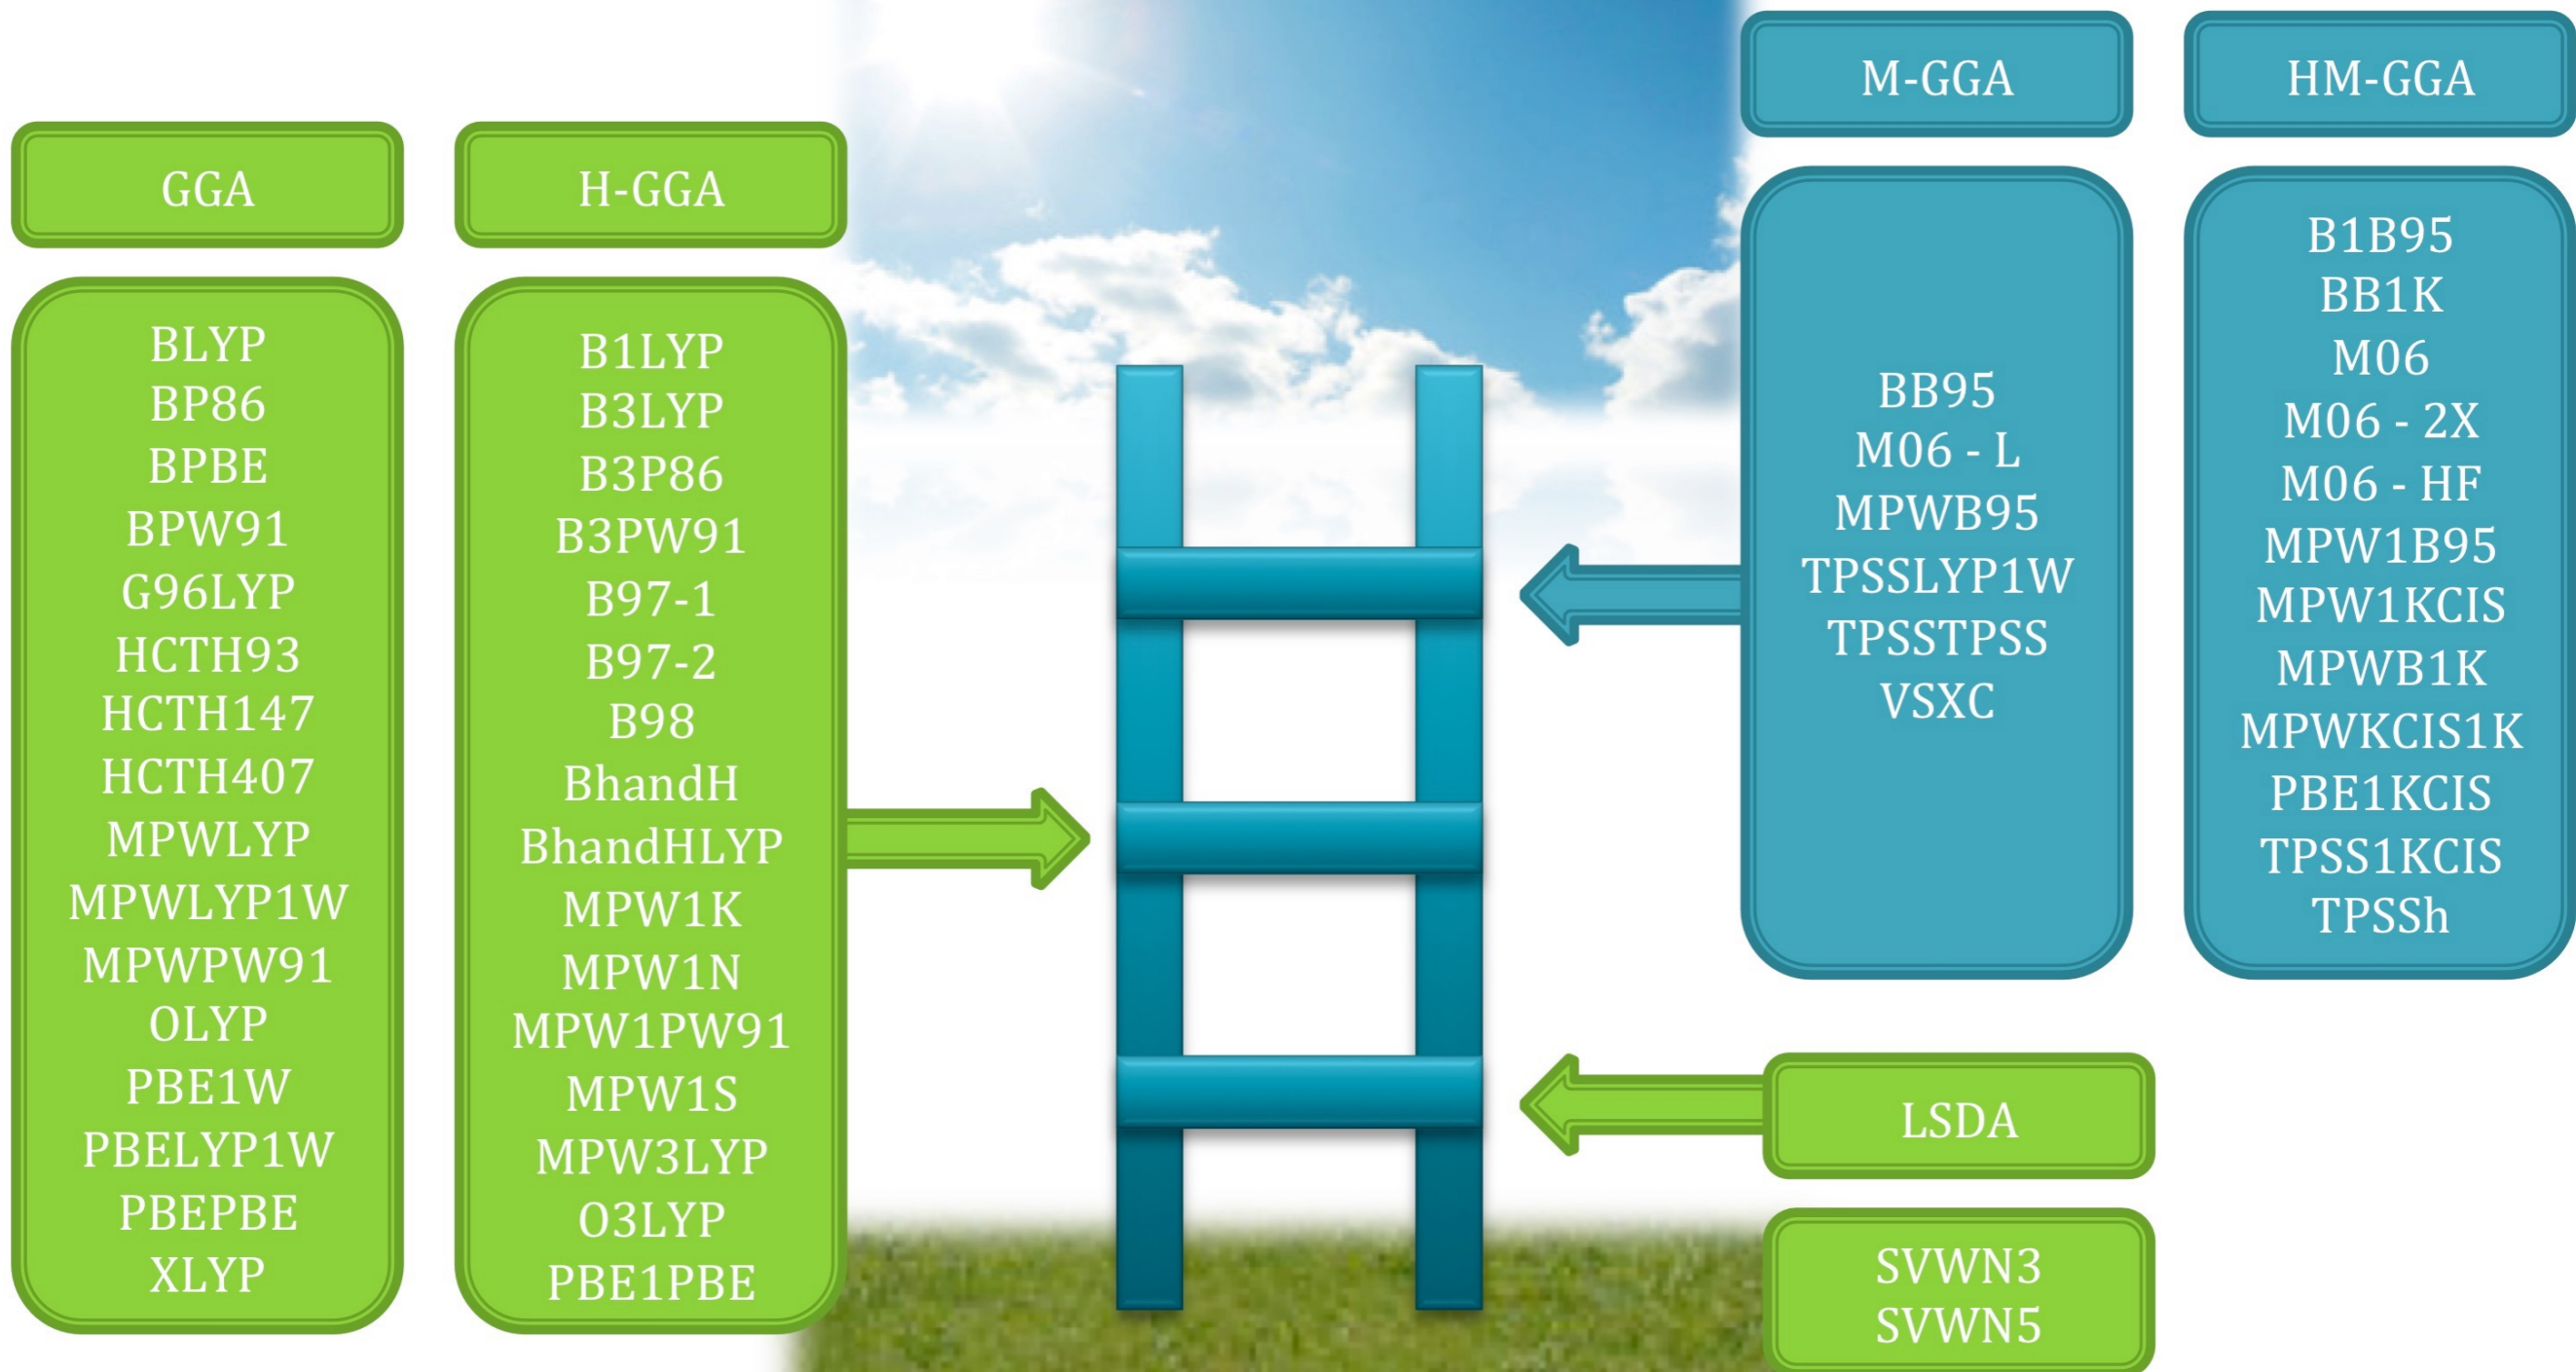 GGA
BLYP
BP86
BPBE
BPW91
G96LYP
HCTH93
HCTH147
HCTH407
MPWLYP
MPWLYP1W
MPWPW91
OLYP
PBE1W
PBELYP1W
PBEPBE
XLYP
H-GGA
B1LYP
B3LYP
B3P86
B3PW91
B97-1
B97-2
B98
BhandH
BhandHLYP
MPW1K
MPW1N
MPW1PW91
MPW1S
MPW3LYP
O3LYP
PBE1PBE
M-GGA
BB95
M06 - L
MPWB95
TPSSLYP1W
TPSSTPSS
VSXC
HM-GGA
B1B95
BB1K
M06
M06 - 2X
M06 - HF
MPW1B95
MPW1KCIS
MPWB1K
MPWKCIS1K
PBE1KCIS
TPSS1KCIS
TPSSh
LSDA
SVWN3
SVWN5